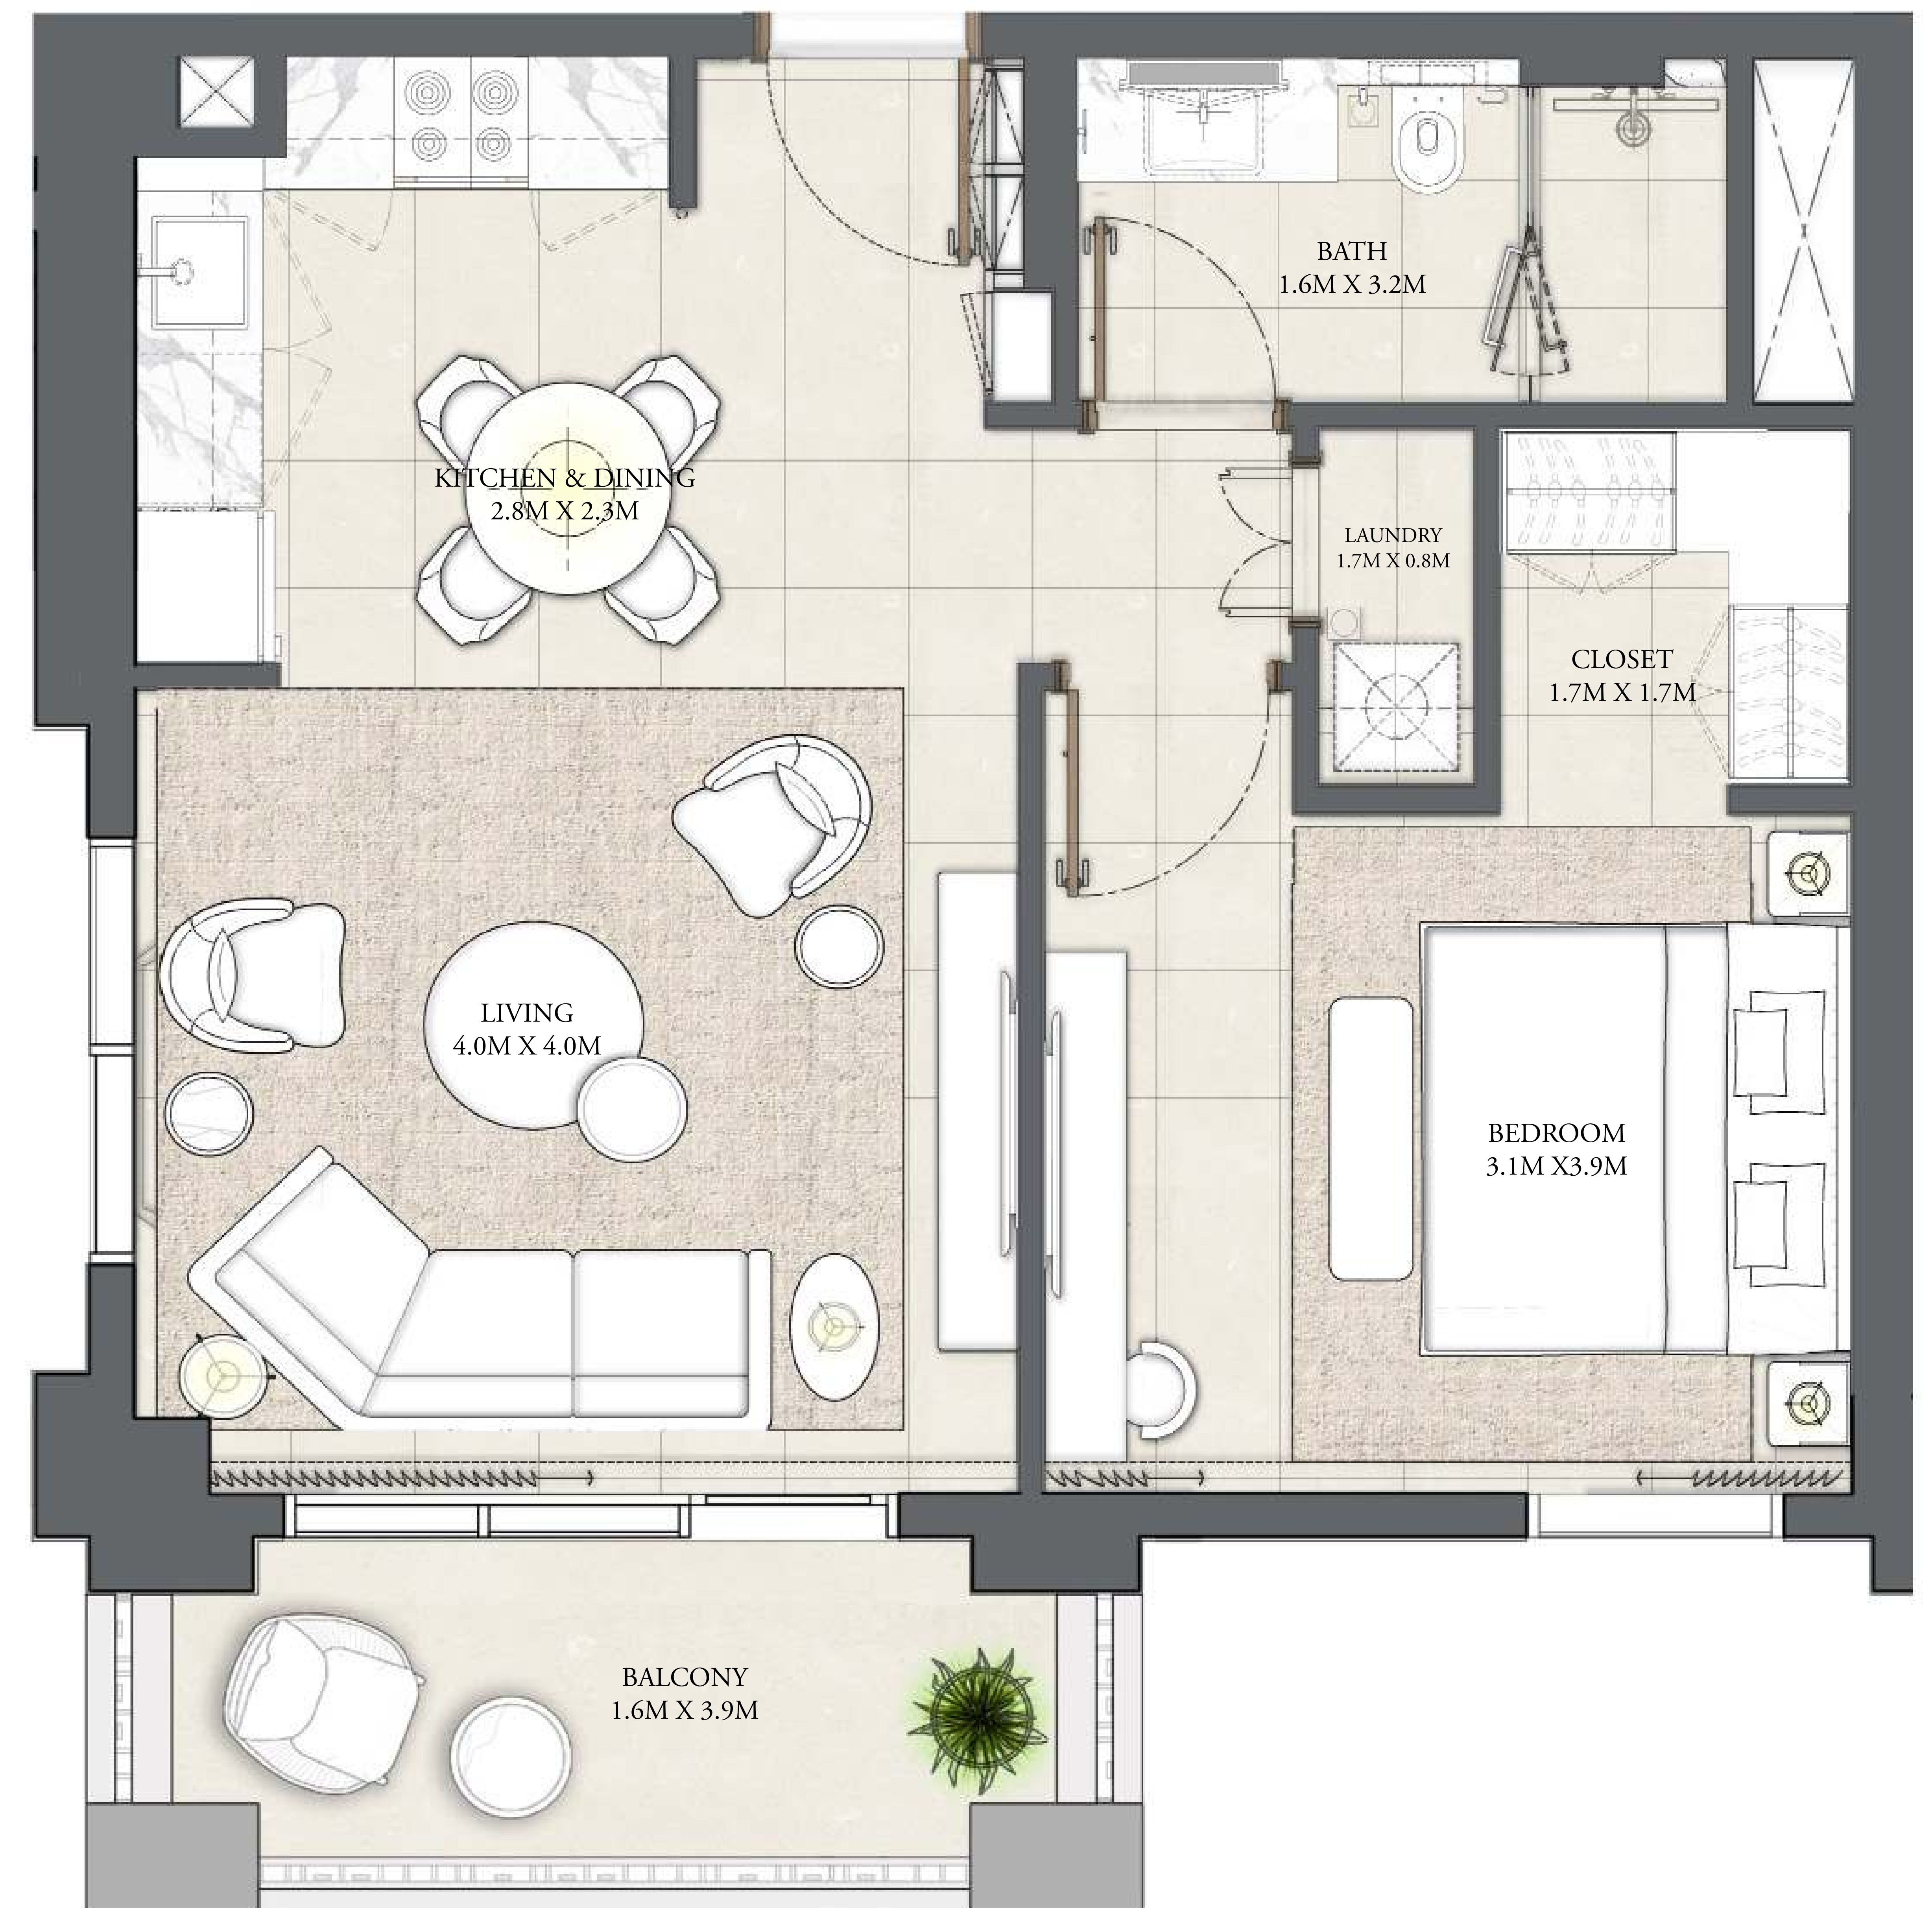 BATH
1.6M X 3.2M
KITCHEN & DINING
2.8M X 2.3M
LAUNDRY
1.7M X 0.8M
CLOSET
1.7M X 1.7M
LIVING
4.0M X 4.0M
BEDROOM
3.1M X3.9M
BALCONY
1.6M X 3.9M